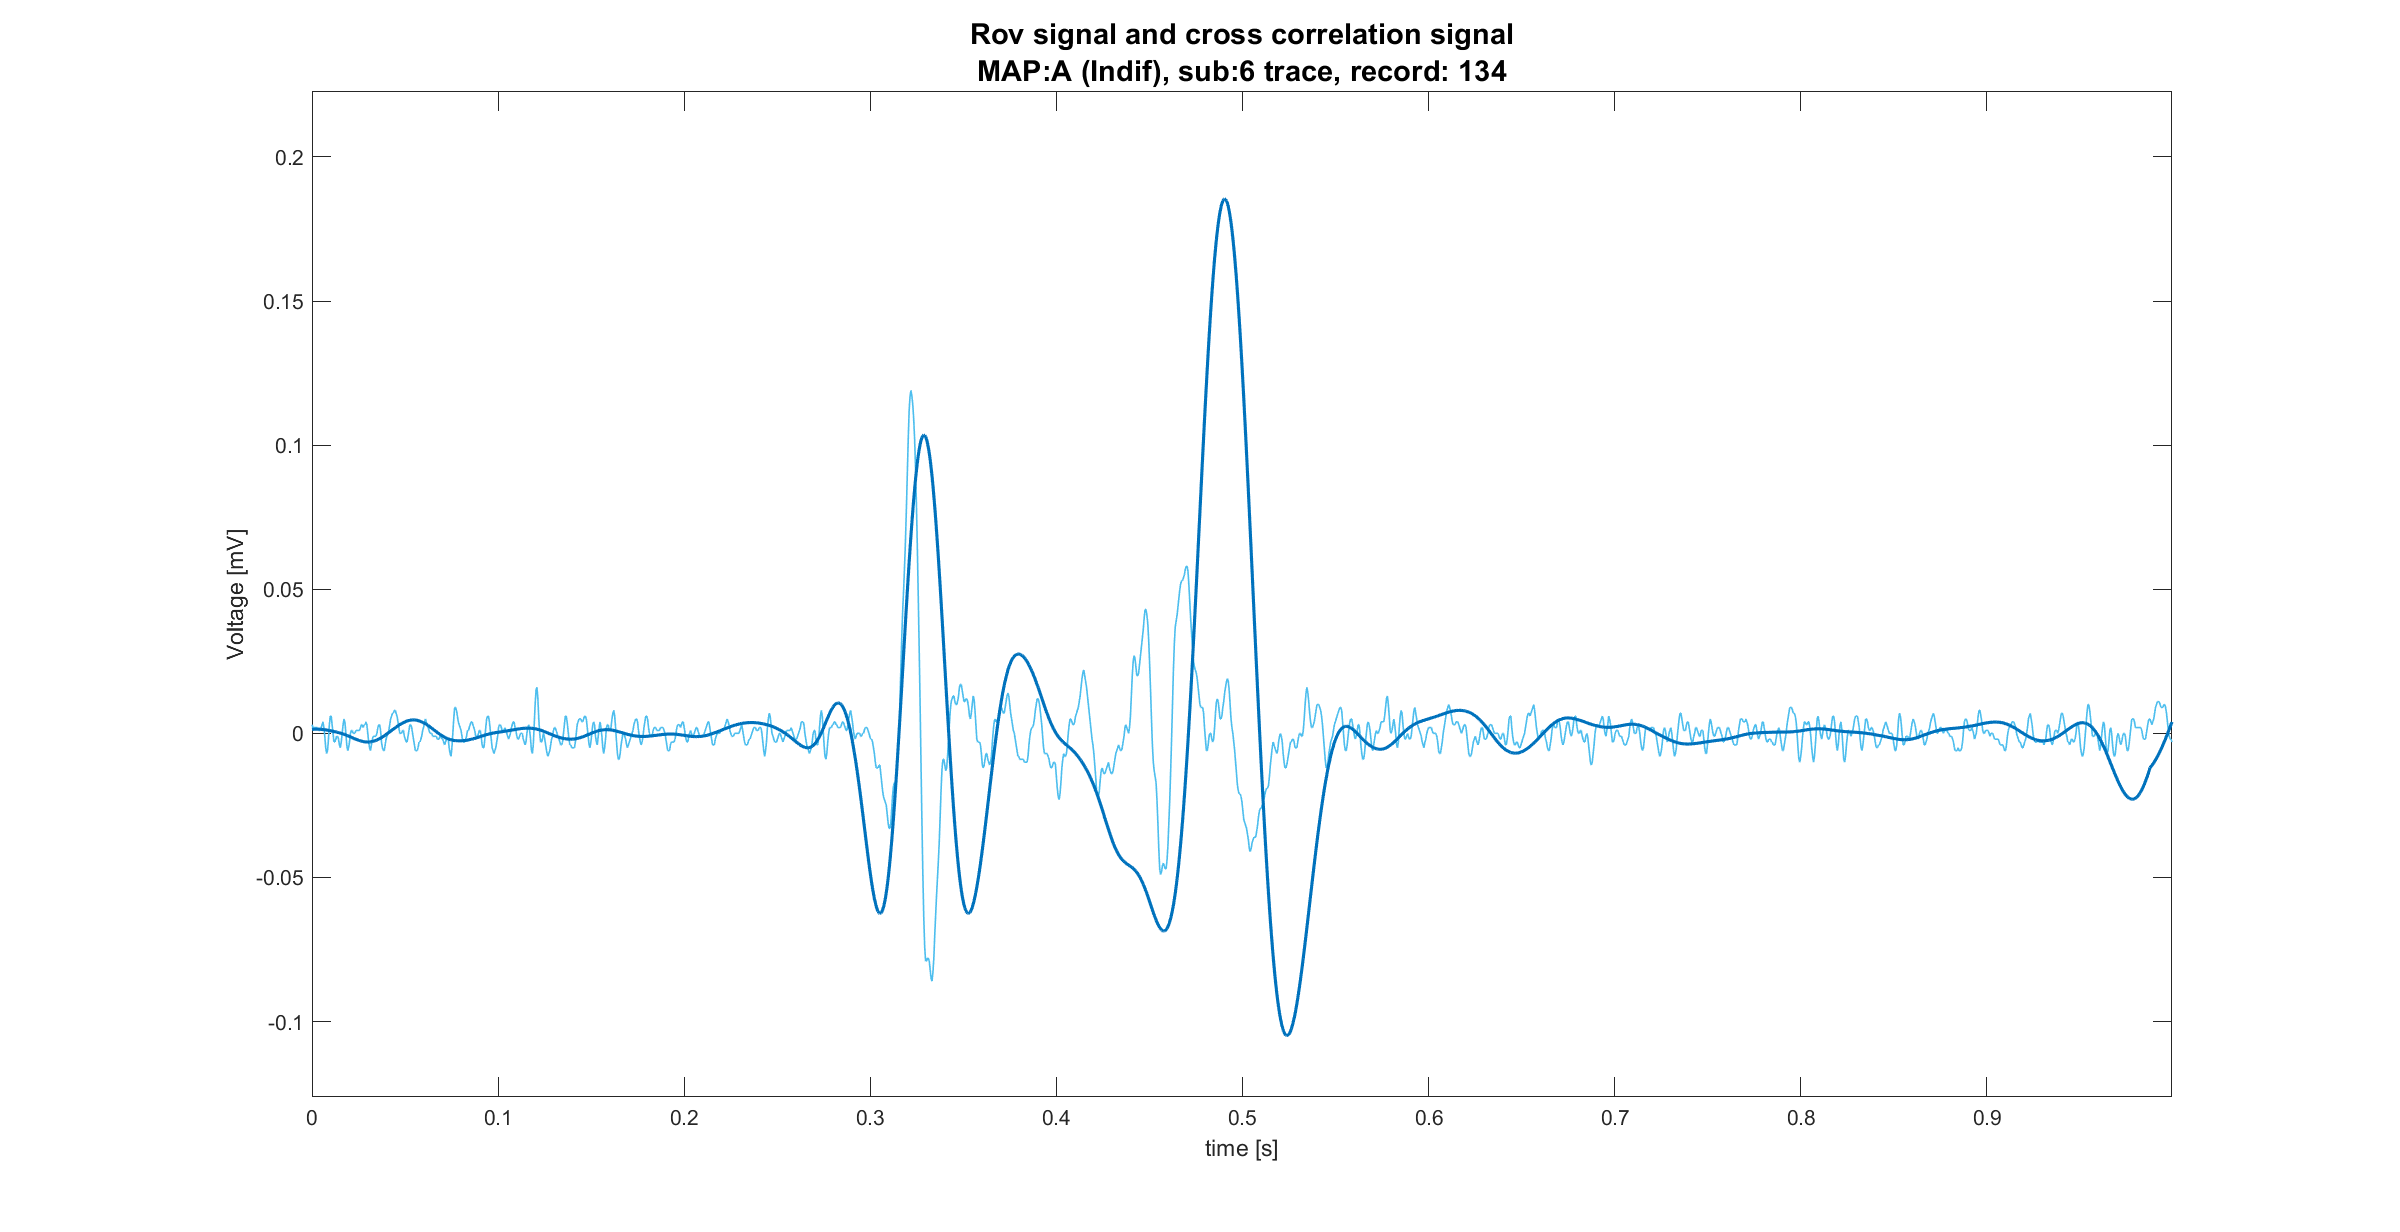 Rov signal and cross correlation signal
MAP:A (Indif), sub:6 trace, record: 134
0.2
0.15
0.1
0.05
0
-0.05
-0.1
Voltage [mV]
0 0.1 0.2 0.3 0.4 0.5 0.6 0.7 0.8 0.9
time [s]